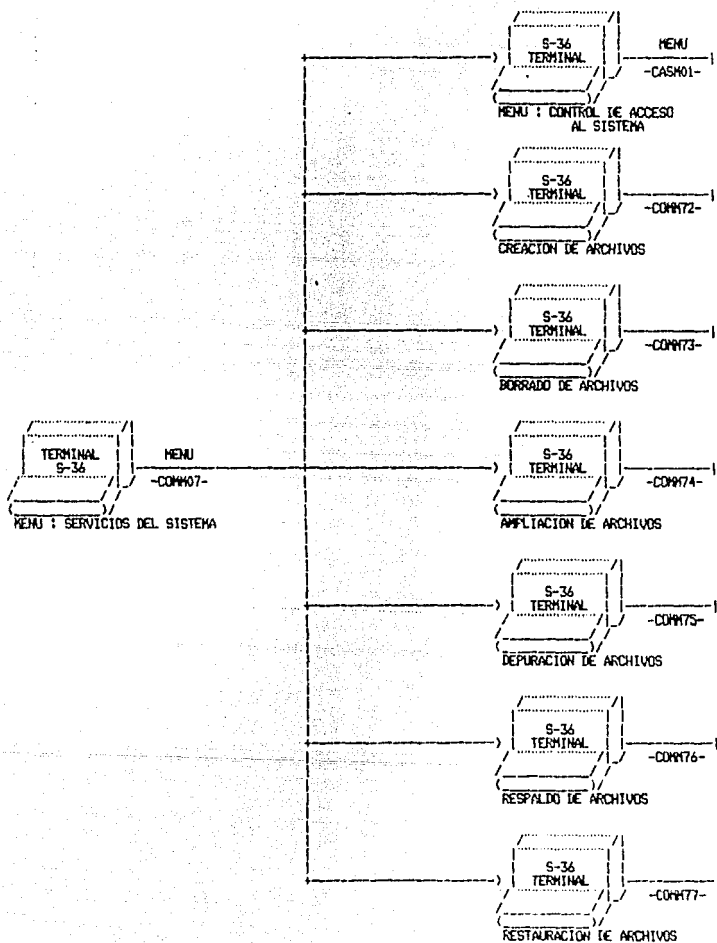 S-36
TERMINAL
MENU
-CASM01-
MENU : CONTROL DE ACCESO
AL SISTEMA
S-36
TERMINAL
-COMM72-
CREACION DE ARCHIVOS
S-36
TERMINAL
-COMM73-
BORRADO DE ARCHIVOS
TERMINAL
S-36
MENU
-COMM07-
MENU : SERVICIOS DEL SISTEMA
S-36
TERMINAL
-COMM74-
AMPLIACION DE ARCHIVOS
S-36
TERMINAL
-COMM75-
DEPURACION DE ARCHIVOS
S-36
TERMINAL
-COMM76-
RESPALDO DE ARCHIVOS
S-36
TERMINAL
-COMM77-
RESTAURACION DE ARCHIVOS